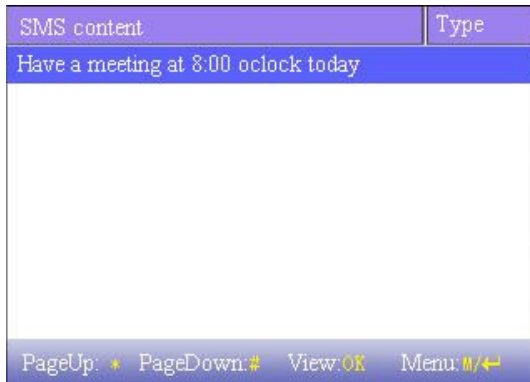 SMS content Type
Have a meeting at 8:00 oclock today
PageUp: * PageDown:# View:OK Menu:M/↵